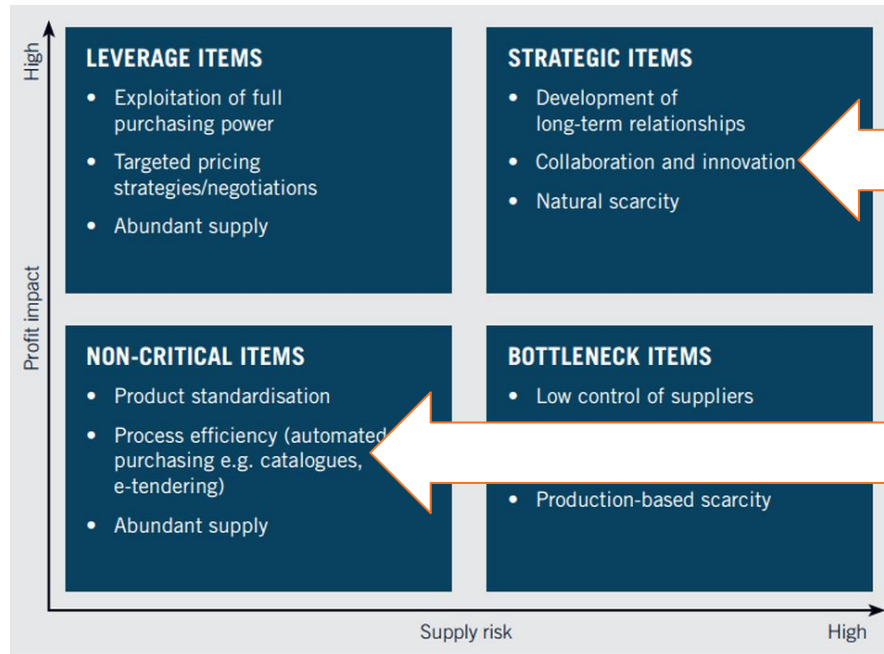 High
Profit impact
LEVERAGE ITEMS
• Exploitation of full
purchasing power
• Targeted pricing
strategies/negotiations
• Abundant supply
STRATEGIC ITEMS
• Development of
long-term relationships
• Collaboration and innovation
• Natural scarcity
NON-CRITICAL ITEMS
• Product standardisation
• Process efficiency (automated
purchasing e.g. catalogues,
e-tendering)
• Abundant supply
BOTTLENECK ITEMS
• Low control of suppliers
• Production-based scarcity
Supply risk
High